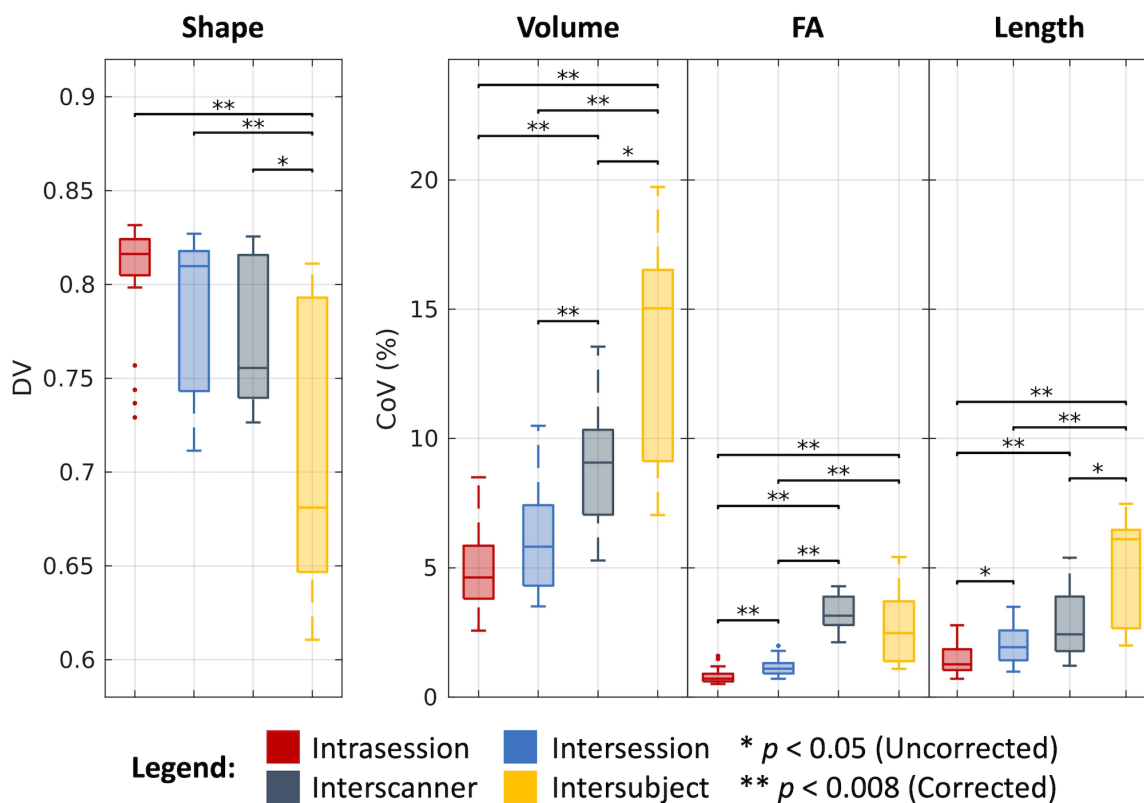 Shape Volume FA Length
0.9
0.85
0.8
0.75
0.7
0.65
0.6
DV
** ** *
20
15
10
5
0
CoV (%)
** ** ** * **
** ** ** ** **
** ** ** * *
Legend: Intrasession Intersession * p < 0.05 (Uncorrected)
Interscanner Intersubject ** p < 0.008 (Corrected)